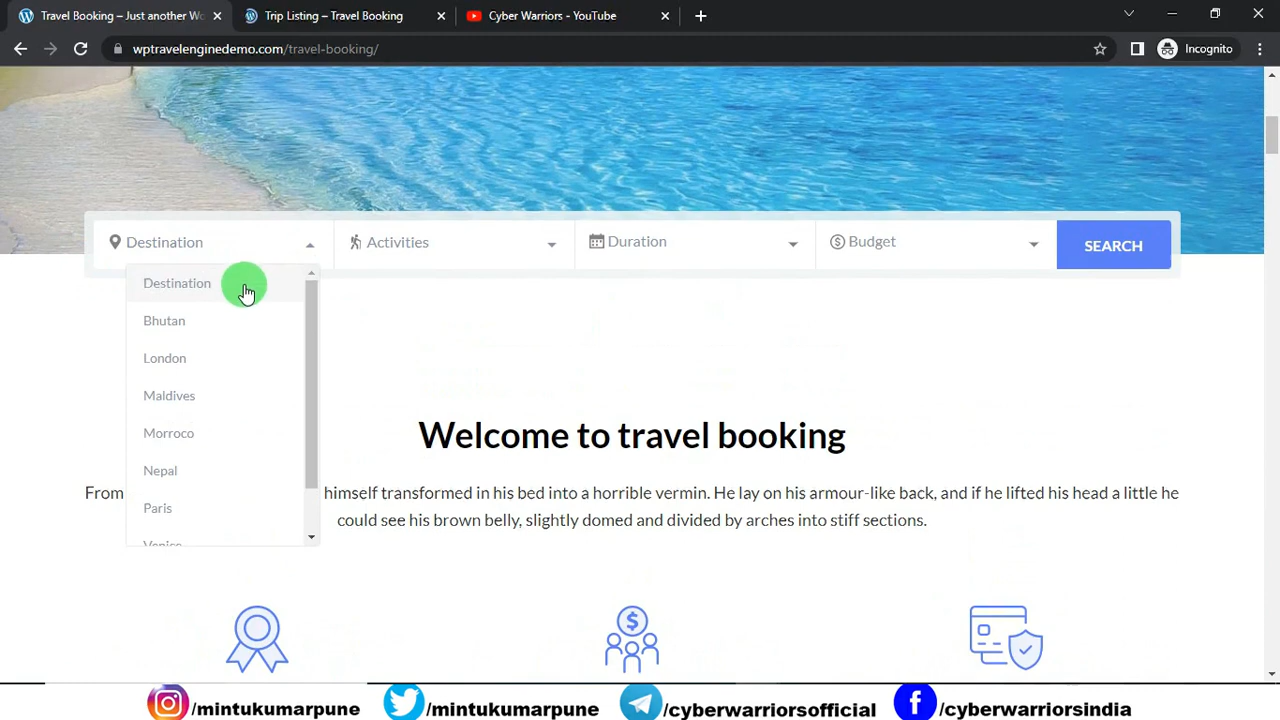 Travel Booking – Just another Wo
Trip Listing – Travel Booking
Cyber Warriors - YouTube
wptravelenginedemo.com/travel-booking/
Incognito
Destination
Activities
Duration
Budget
SEARCH
Destination
Bhutan
London
Maldives
Morroco
Nepal
Paris
Venice
Welcome to travel booking
From himself transformed in his bed into a horrible vermin. He lay on his armour-like back, and if he lifted his head a little he
could see his brown belly, slightly domed and divided by arches into stiff sections.
/mintukumarpune
/mintukumarpune
/cyberwarriorsofficial
/cyberwarriorsindia